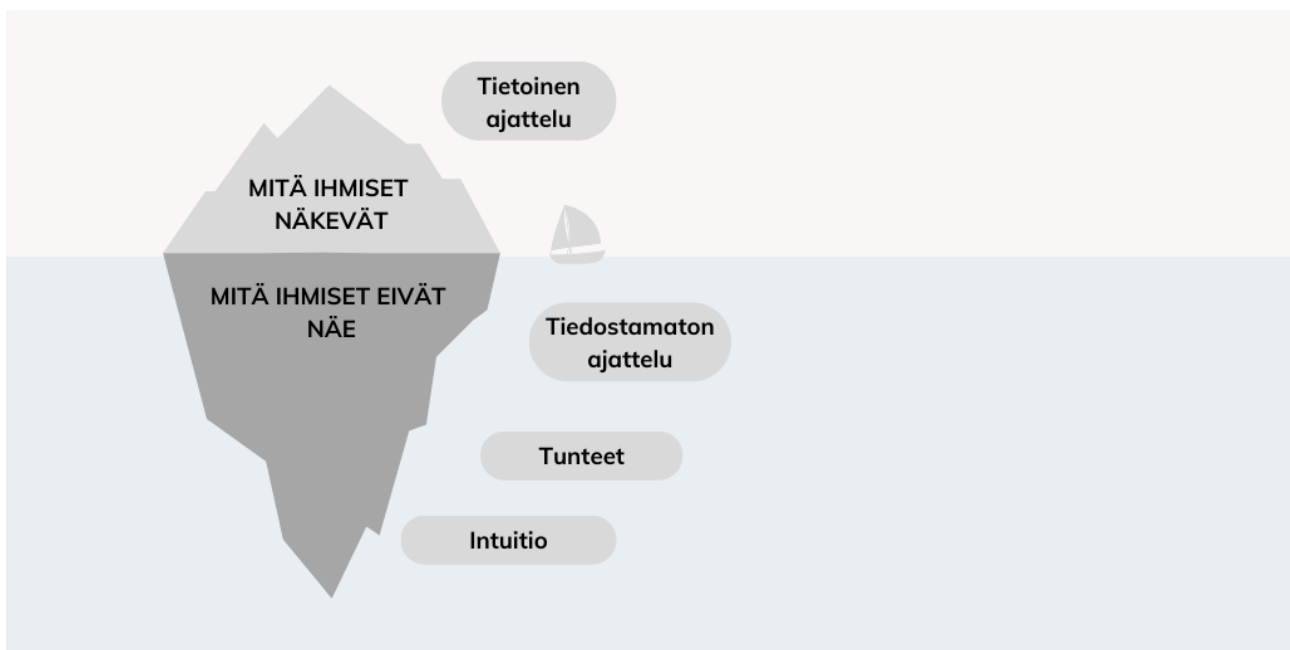 Tietoinen
ajattelu
MITÄ IHMISET
NÄKEVÄT
MITÄ IHMISET EIVÄT
NÄE
Tiedostamaton
ajattelu
Tunteet
Intuitio